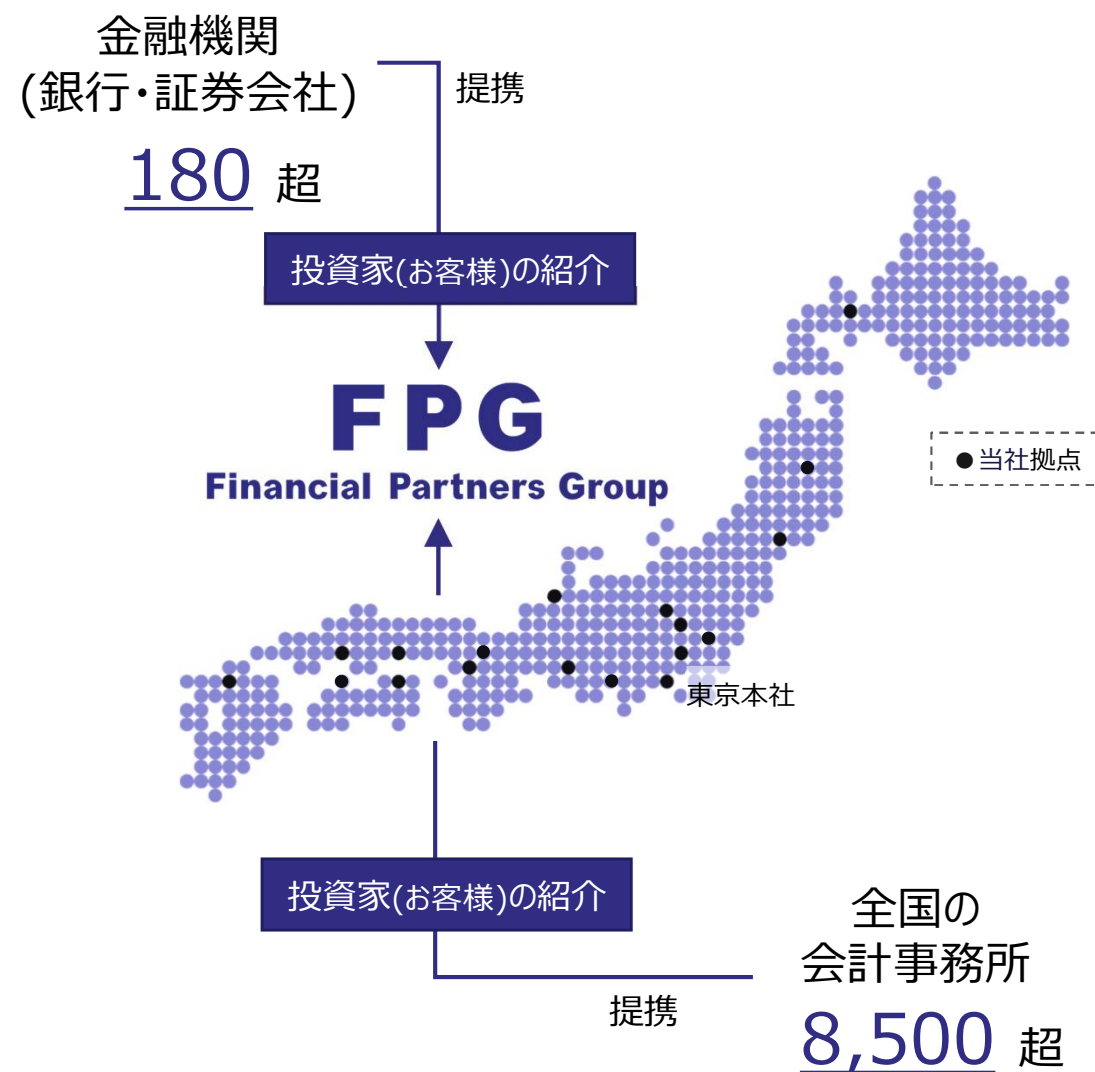 金融機関
(銀行・証券会社)
180 超
提携
投資家(お客様)の紹介
FPG
Financial Partners Group
●当社拠点
東京本社
投資家(お客様)の紹介
提携
全国の
会計事務所
8,500 超